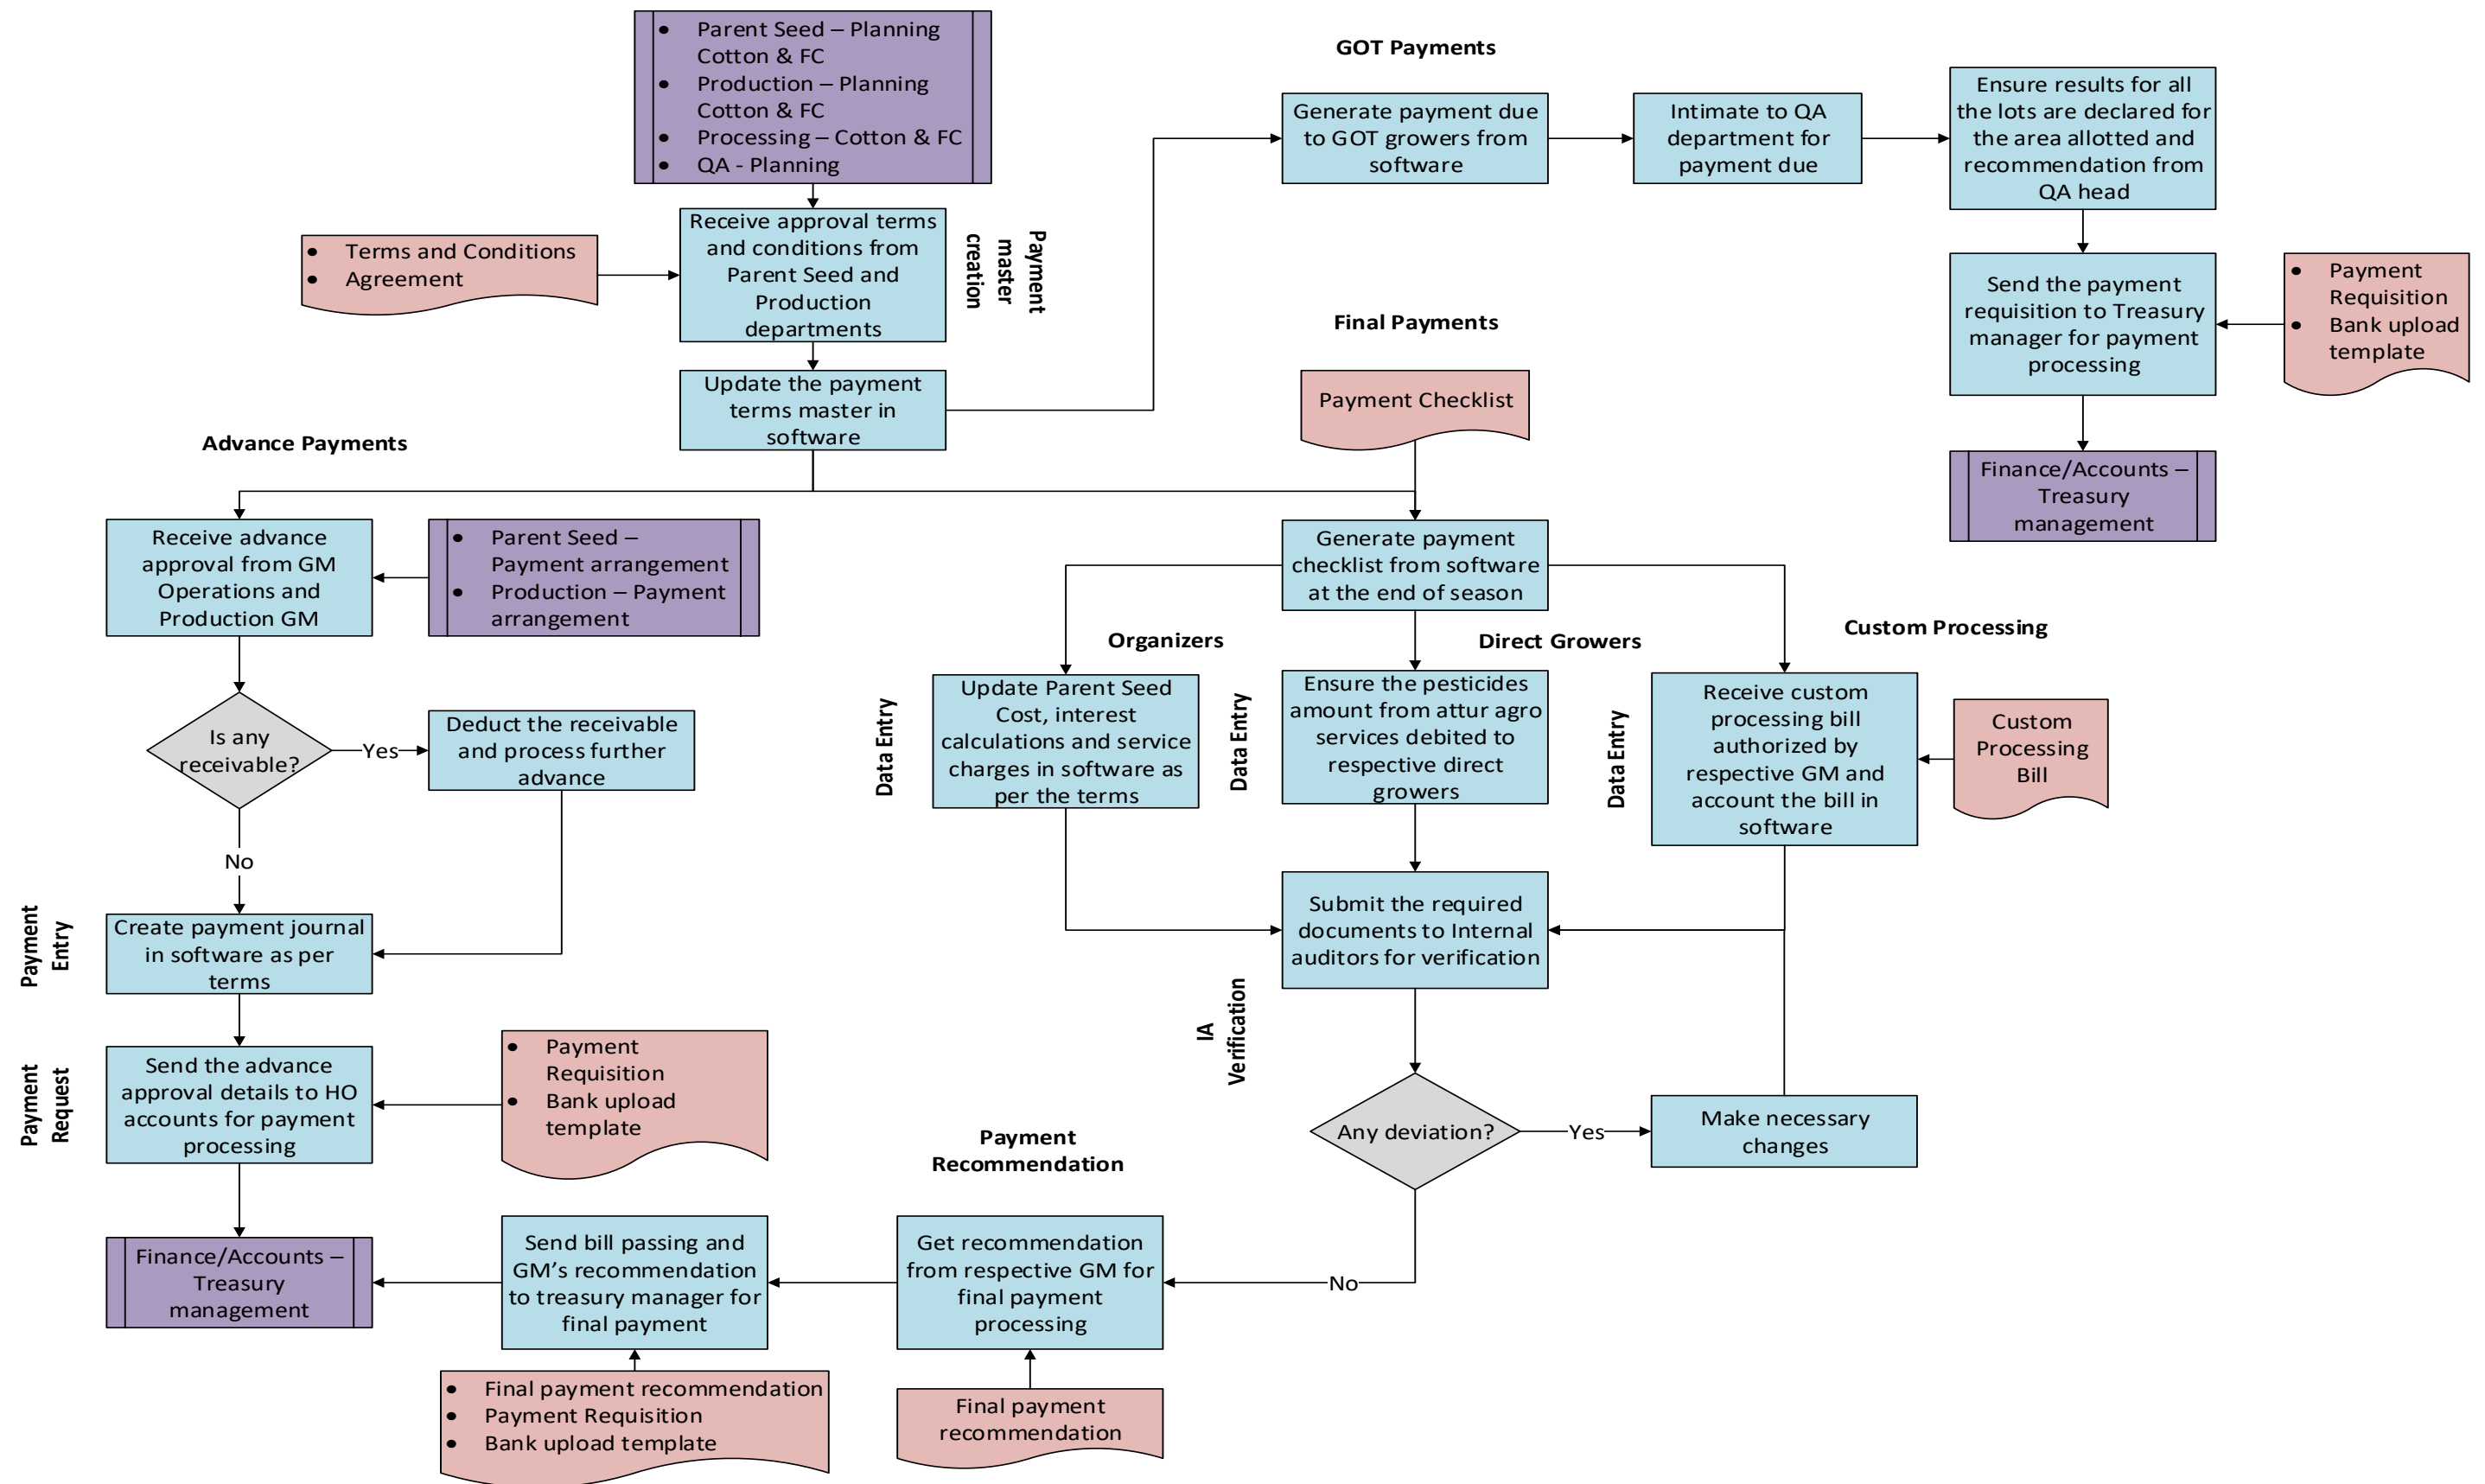 • Parent Seed – Planning
Cotton & FC
• Production – Planning
Cotton & FC
• Processing – Cotton & FC
• QA - Planning
GOT Payments
Generate payment due
to GOT growers from
software
Intimate to QA
department for
payment due
Ensure results for all
the lots are declared for
the area allotted and
recommendation from
QA head
• Terms and Conditions
• Agreement
Receive approval terms
and conditions from
Parent Seed and
Production
departments
Payment
master
creation
Send the payment
requisition to Treasury
manager for payment
processing
• Payment
Requisition
• Bank upload
template
Final Payments
Update the payment
terms master in
software
Payment Checklist
Finance/Accounts –
Treasury
management
Advance Payments
Receive advance
approval from GM
Operations and
Production GM
• Parent Seed –
Payment arrangement
• Production – Payment
arrangement
Generate payment
checklist from software
at the end of season
Organizers
Direct Growers
Custom Processing
Is any
receivable?
Yes
Deduct the receivable
and process further
advance
No
Data Entry
Update Parent Seed
Cost, interest
calculations and service
charges in software as
per the terms
Data Entry
Ensure the pesticides
amount from attur agro
services debited to
respective direct
growers
Data Entry
Receive custom
processing bill
authorized by
respective GM and
account the bill in
software
Custom
Processing
Bill
Payment
Entry
Create payment journal
in software as per
terms
Submit the required
documents to Internal
auditors for verification
IA
Verification
Payment
Request
Send the advance
approval details to HO
accounts for payment
processing
• Payment
Requisition
• Bank upload
template
Any deviation?
Yes
Make necessary
changes
No
Payment
Recommendation
Finance/Accounts –
Treasury
management
Send bill passing and
GM’s recommendation
to treasury manager for
final payment
Get recommendation
from respective GM for
final payment
processing
• Final payment recommendation
• Payment Requisition
• Bank upload template
Final payment
recommendation